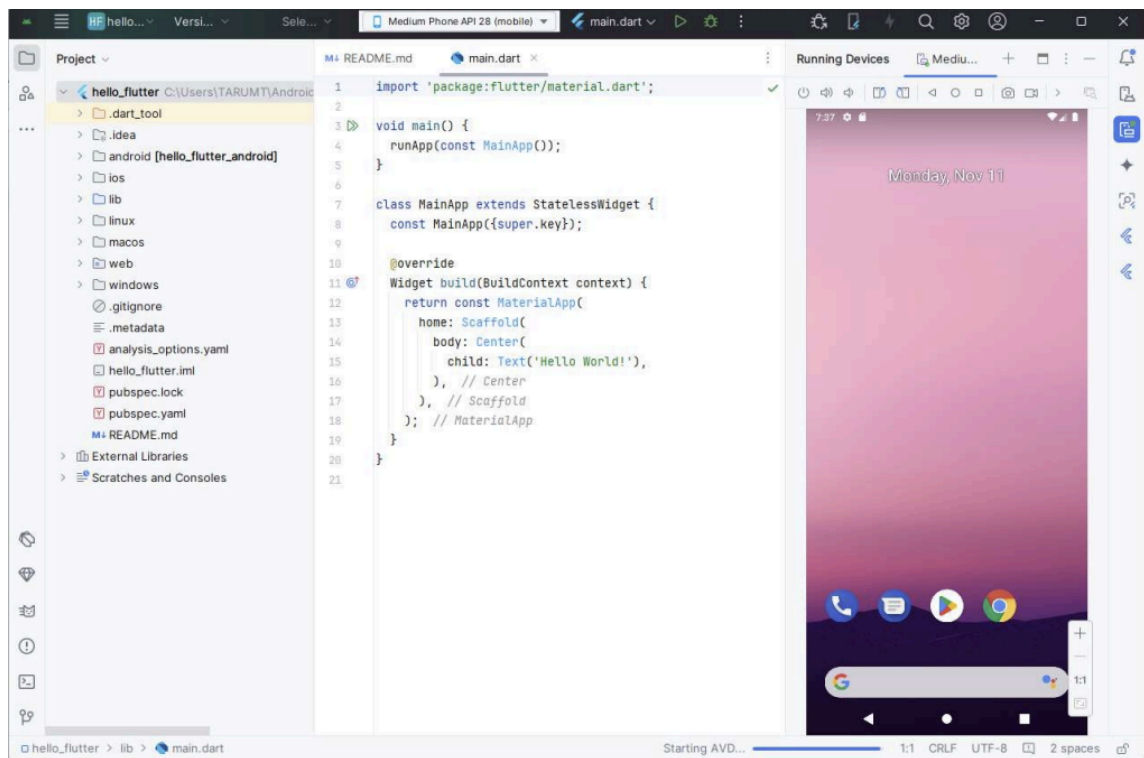 HF hello... Versi... Sele... Medium Phone API 28 (mobile) main.dart
Project
hello_flutter C:\Users\TARUMT\Android
.dart_tool
.idea
android [hello_flutter_android]
ios
lib
linux
macos
web
windows
.gitignore
.metadata
analysis_options.yaml
hello_flutter.iml
pubspec.lock
pubspec.yaml
M↓ README.md
External Libraries
Scratches and Consoles
M↓ README.md main.dart
1 import 'package:flutter/material.dart';
2
3 void main() {
4 runApp(const MainApp());
5 }
6
7 class MainApp extends StatelessWidget {
8 const MainApp({super.key});
9
10 @override
11 Widget build(BuildContext context) {
12 return const MaterialApp(
13 home: Scaffold(
14 body: Center(
15 child: Text('Hello World!'),
16 ), // Center
17 ), // Scaffold
18 ); // MaterialApp
19 }
20 }
21
Running Devices Mediu...
7:37
Monday, Nov 11
1:1
hello_flutter > lib > main.dart Starting AVD... 1:1 CRLF UTF-8 2 spaces